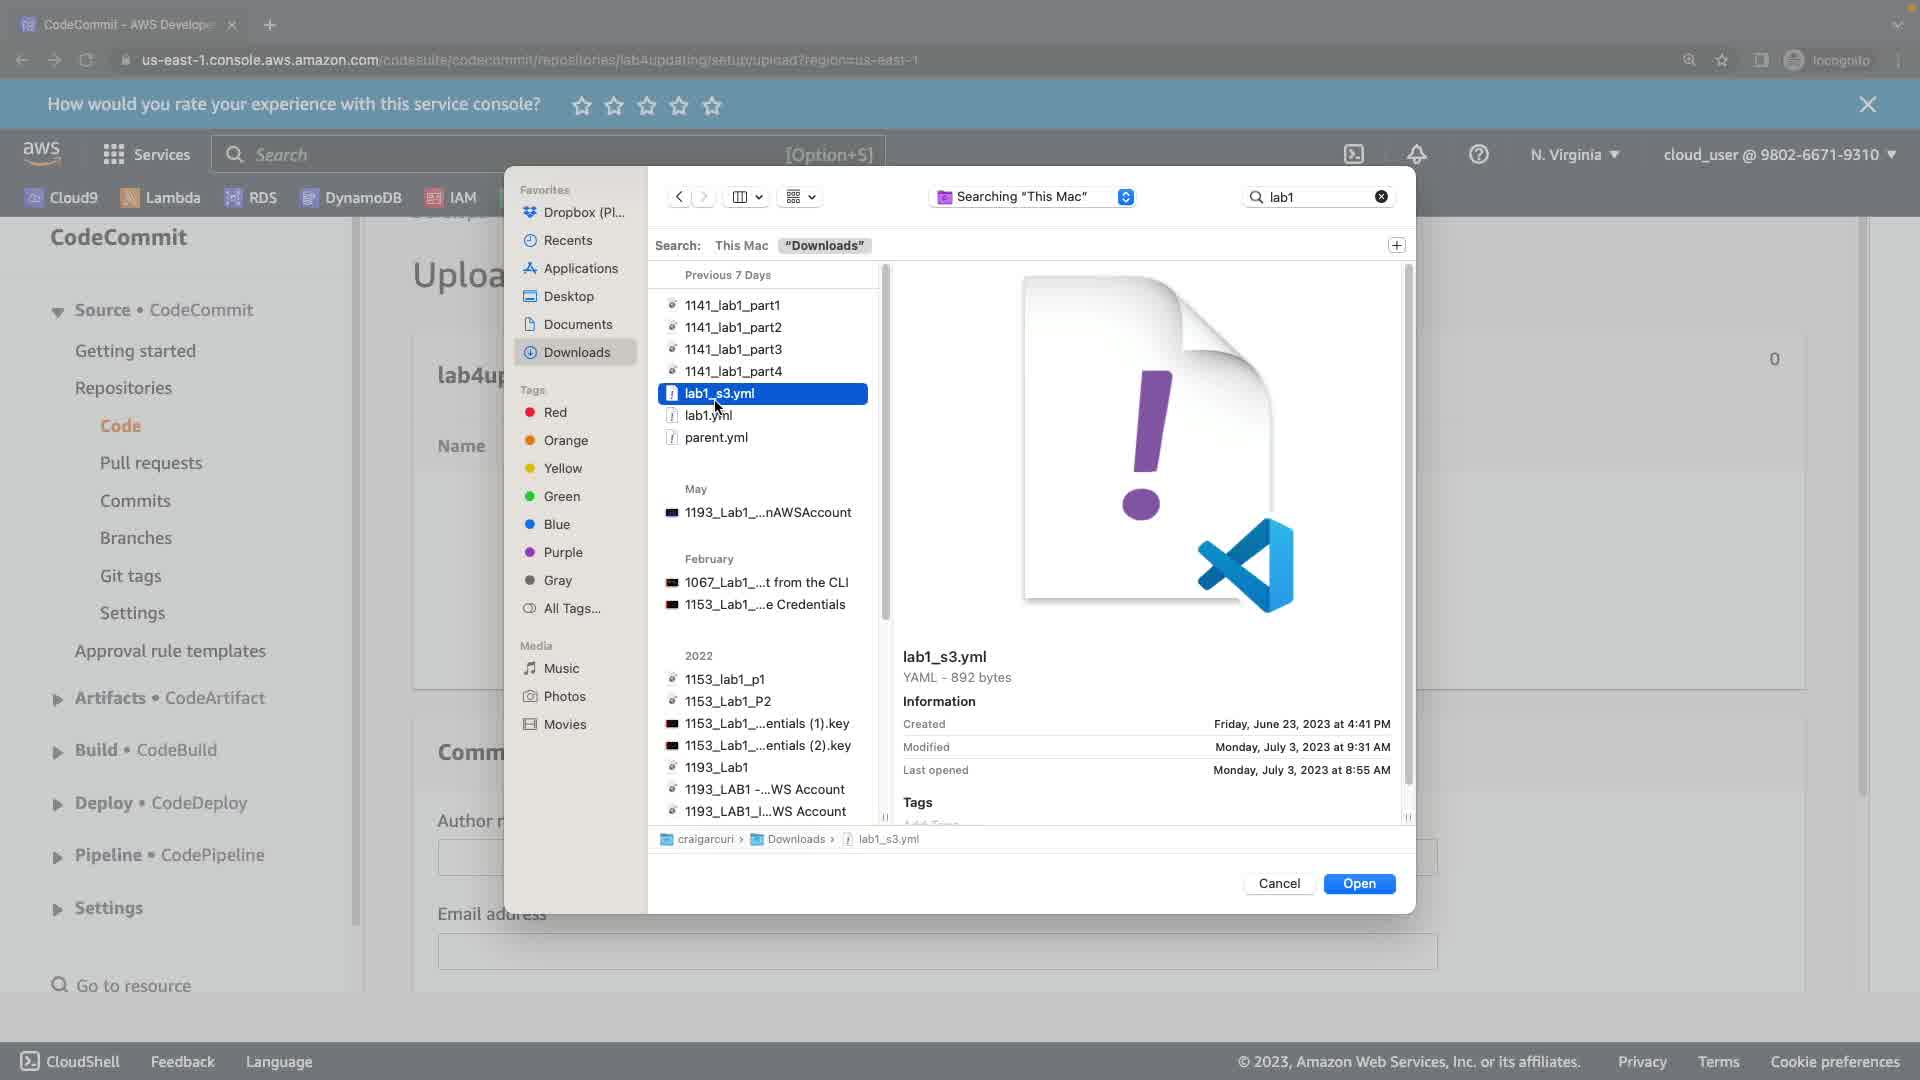 CodeCommit - AWS Develope
us-east-1.console.aws.amazon.com/codesuite/codecommit/repositories/lab4updating/setup/upload?region=us-east-1
Incognito
How would you rate your experience with this service console?
aws
Services
Search
[Option+S]
N. Virginia
cloud_user @ 9802-6671-9310
Cloud9
Lambda
RDS
DynamoDB
IAM
CodeCommit
Source • CodeCommit
Getting started
Repositories
Code
Pull requests
Commits
Branches
Git tags
Settings
Approval rule templates
Artifacts • CodeArtifact
Build • CodeBuild
Deploy • CodeDeploy
Pipeline • CodePipeline
Settings
Go to resource
Uploa
lab4up
0
Name
Comm
Author n
Email address
Favorites
Dropbox (Pl...
Recents
Applications
Desktop
Documents
Downloads
Tags
Red
Orange
Yellow
Green
Blue
Purple
Gray
All Tags...
Media
Music
Photos
Movies
Searching "This Mac"
lab1
Search:
This Mac
"Downloads"
Previous 7 Days
1141_lab1_part1
1141_lab1_part2
1141_lab1_part3
1141_lab1_part4
lab1_s3.yml
lab1.yml
parent.yml
May
1193_Lab1_...nAWSAccount
February
1067_Lab1_...t from the CLI
1153_Lab1_...e Credentials
2022
1153_lab1_p1
1153_Lab1_P2
1153_Lab1_...entials (1).key
1153_Lab1_...entials (2).key
1193_Lab1
1193_LAB1 -...WS Account
1193_LAB1_I...WS Account
lab1_s3.yml
YAML - 892 bytes
Information
Created
Friday, June 23, 2023 at 4:41 PM
Modified
Monday, July 3, 2023 at 9:31 AM
Last opened
Monday, July 3, 2023 at 8:55 AM
Tags
craigarcuri › Downloads › lab1_s3.yml
Cancel
Open
CloudShell
Feedback
Language
© 2023, Amazon Web Services, Inc. or its affiliates.
Privacy
Terms
Cookie preferences